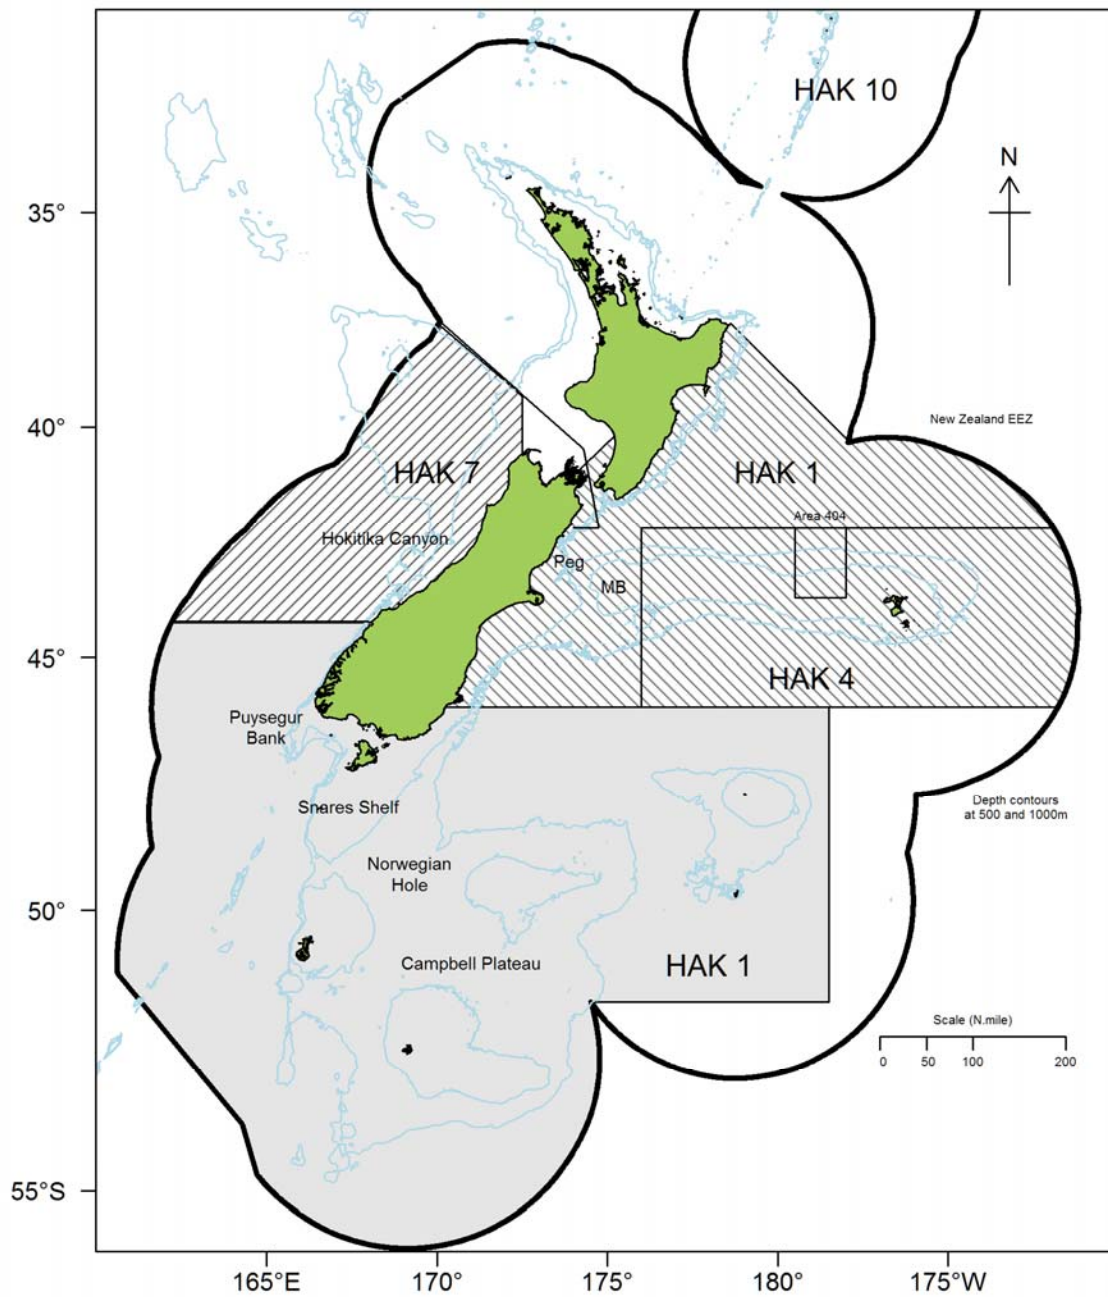 HAK 10
N
35°
40°
New Zealand EEZ
HAK 7
HAK 1
Area 404
Hokitika Canyon
Peg
MB
45°
HAK 4
Puysegur
Bank
Snares Shelf
Depth contours
at 500 and 1000m
Norwegian
Hole
50°
Campbell Plateau
HAK 1
Scale (N.mile)
0 50 100 200
55°S
165°E 170° 175° 180° 175°W